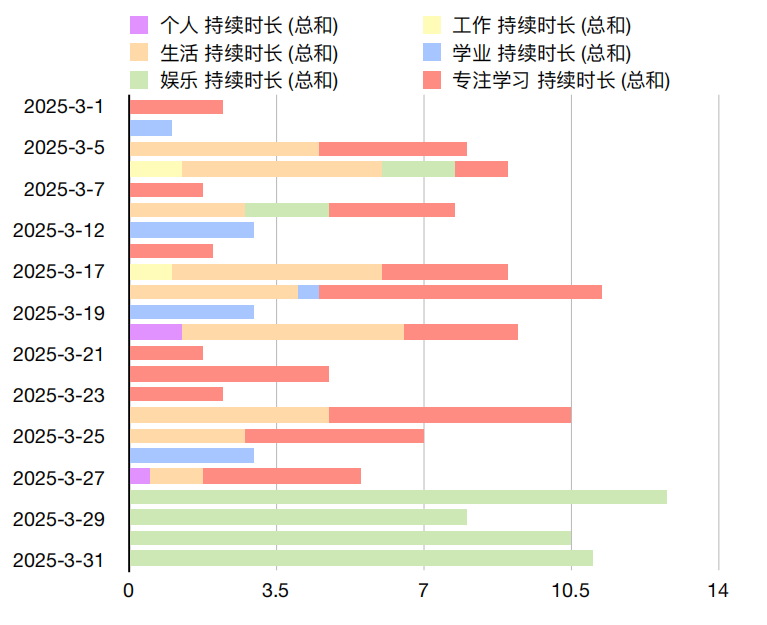 个人 持续时长 (总和)
工作 持续时长 (总和)
生活 持续时长 (总和)
学业 持续时长 (总和)
娱乐 持续时长 (总和)
专注学习 持续时长 (总和)
2025-3-1
2025-3-5
2025-3-7
2025-3-12
2025-3-17
2025-3-19
2025-3-21
2025-3-23
2025-3-25
2025-3-27
2025-3-29
2025-3-31
0 3.5 7 10.5 14